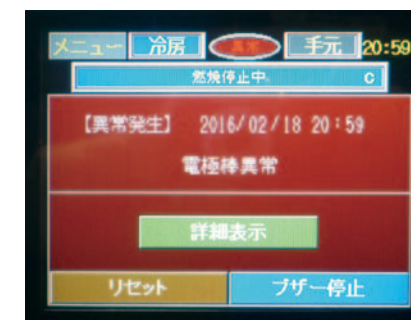 メニュー 冷房 異常 手元 20:59
燃焼停止中。 C
【異常発生】 2016/02/18 20:59
電極棒異常
詳細表示
リセット ブザー停止